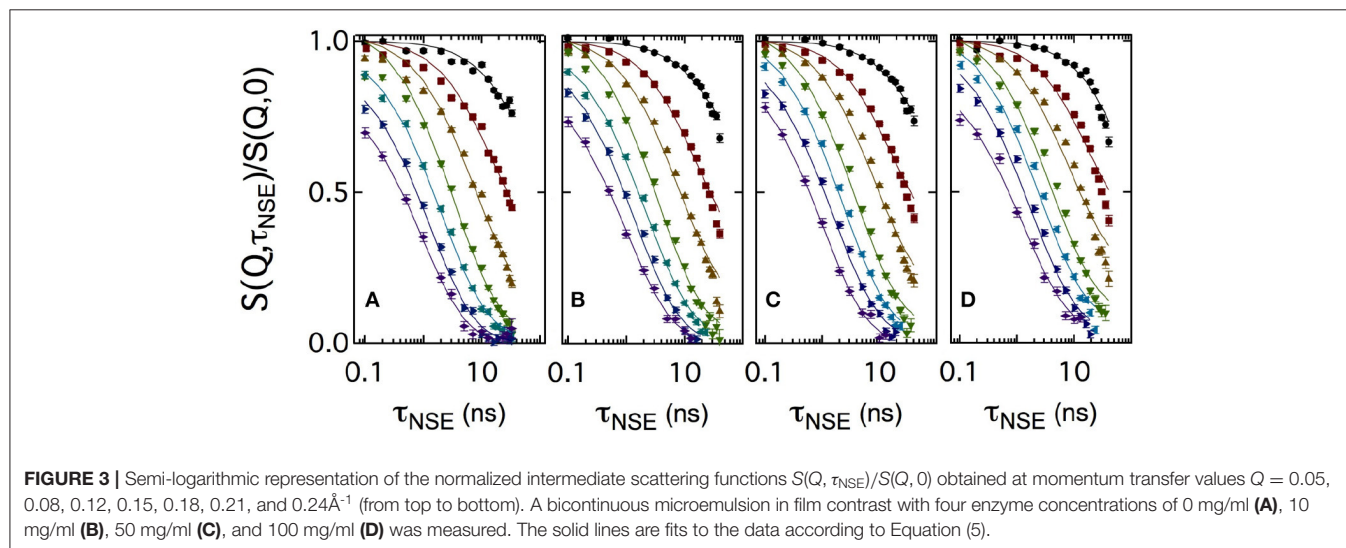 S(Q,τNSE)/S(Q,0)
1.0
0.5
0.0
A
B
C
D
0.1 10 0.1 10 0.1 10 0.1 10
τNSE (ns) τNSE (ns) τNSE (ns) τNSE (ns)
FIGURE 3 | Semi-logarithmic representation of the normalized intermediate scattering functions S(Q, τNSE)/S(Q, 0) obtained at momentum transfer values Q = 0.05,
0.08, 0.12, 0.15, 0.18, 0.21, and 0.24Å-1 (from top to bottom). A bicontinuous microemulsion in film contrast with four enzyme concentrations of 0 mg/ml (A), 10
mg/ml (B), 50 mg/ml (C), and 100 mg/ml (D) was measured. The solid lines are fits to the data according to Equation (5).